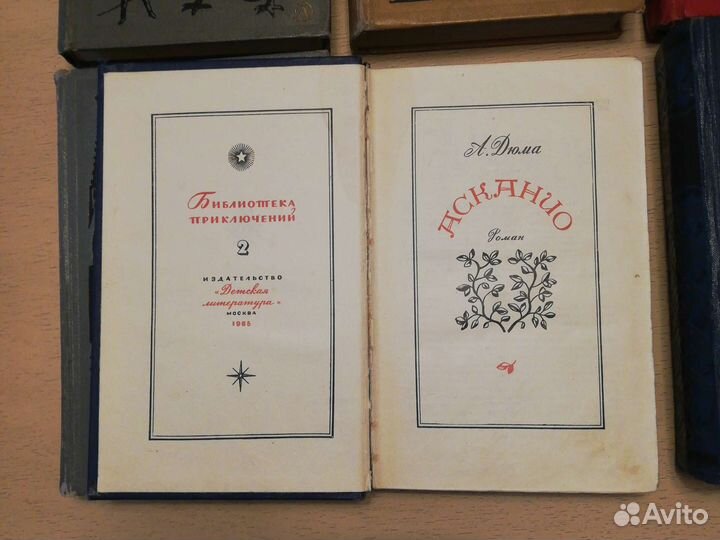 Библиотека
приключений
2
ИЗДАТЕЛЬСТВО
«Детская
литература»
МОСКВА
1965
А. Дюма
АСКАНИО
Роман
Avito